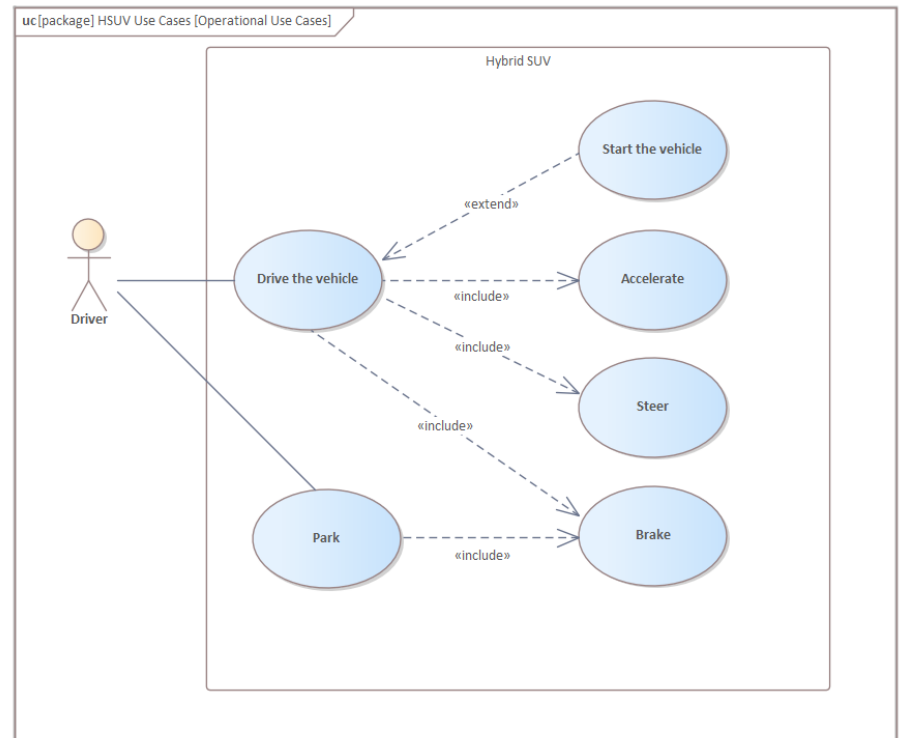 uc [package] HSUV Use Cases [Operational Use Cases]
Hybrid SUV
Start the vehicle
«extend»
Drive the vehicle
Accelerate
«include»
Driver
«include»
Steer
«include»
Park
Brake
«include»